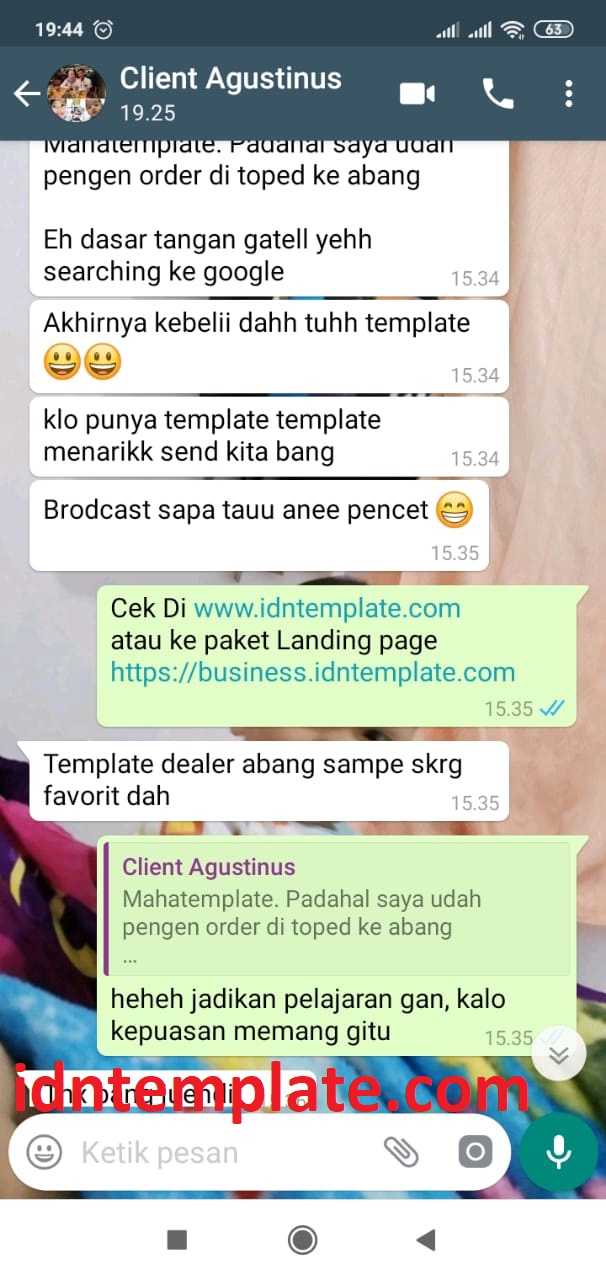 19:44
63
Client Agustinus
19.25
Mahatemplate. Padahal saya udah
pengen order di toped ke abang
Eh dasar tangan gatell yehh
searching ke google
15.34
Akhirnya kebelii dahh tuhh template
😃😃
15.34
klo punya template template
menarikk send kita bang
15.34
Brodcast sapa tauu anee pencet 😁
15.35
Cek Di www.idntemplate.com
atau ke paket Landing page
https://business.idntemplate.com
15.35
Template dealer abang sampe skrg
favorit dah
15.35
Client Agustinus
Mahatemplate. Padahal saya udah
pengen order di toped ke abang
...
heheh jadikan pelajaran gan, kalo
kepuasan memang gitu
15.35
idntemplate.com
Ketik pesan